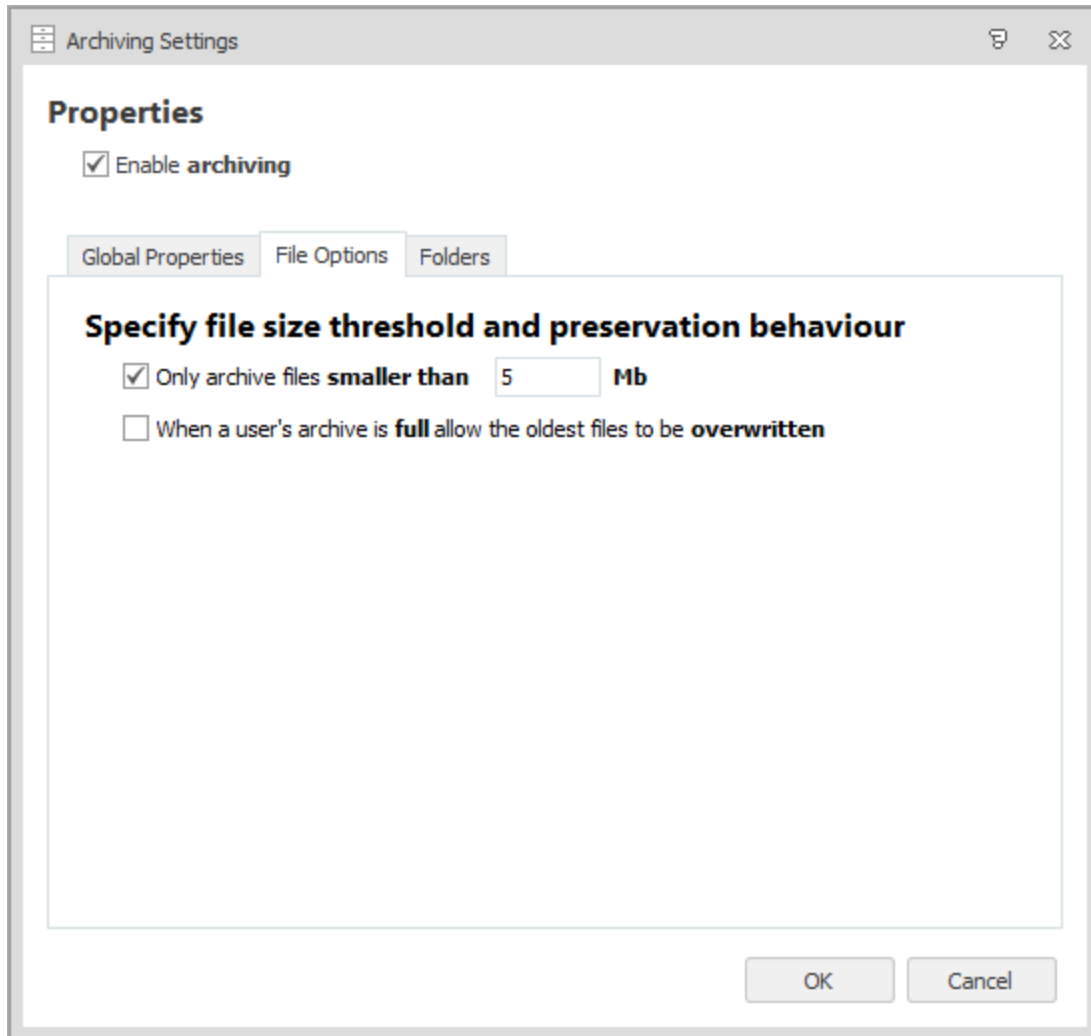 Archiving Settings
Properties
Enable archiving
Global Properties File Options Folders
Specify file size threshold and preservation behaviour
Only archive files smaller than 5 Mb
When a user's archive is full allow the oldest files to be overwritten
OK Cancel